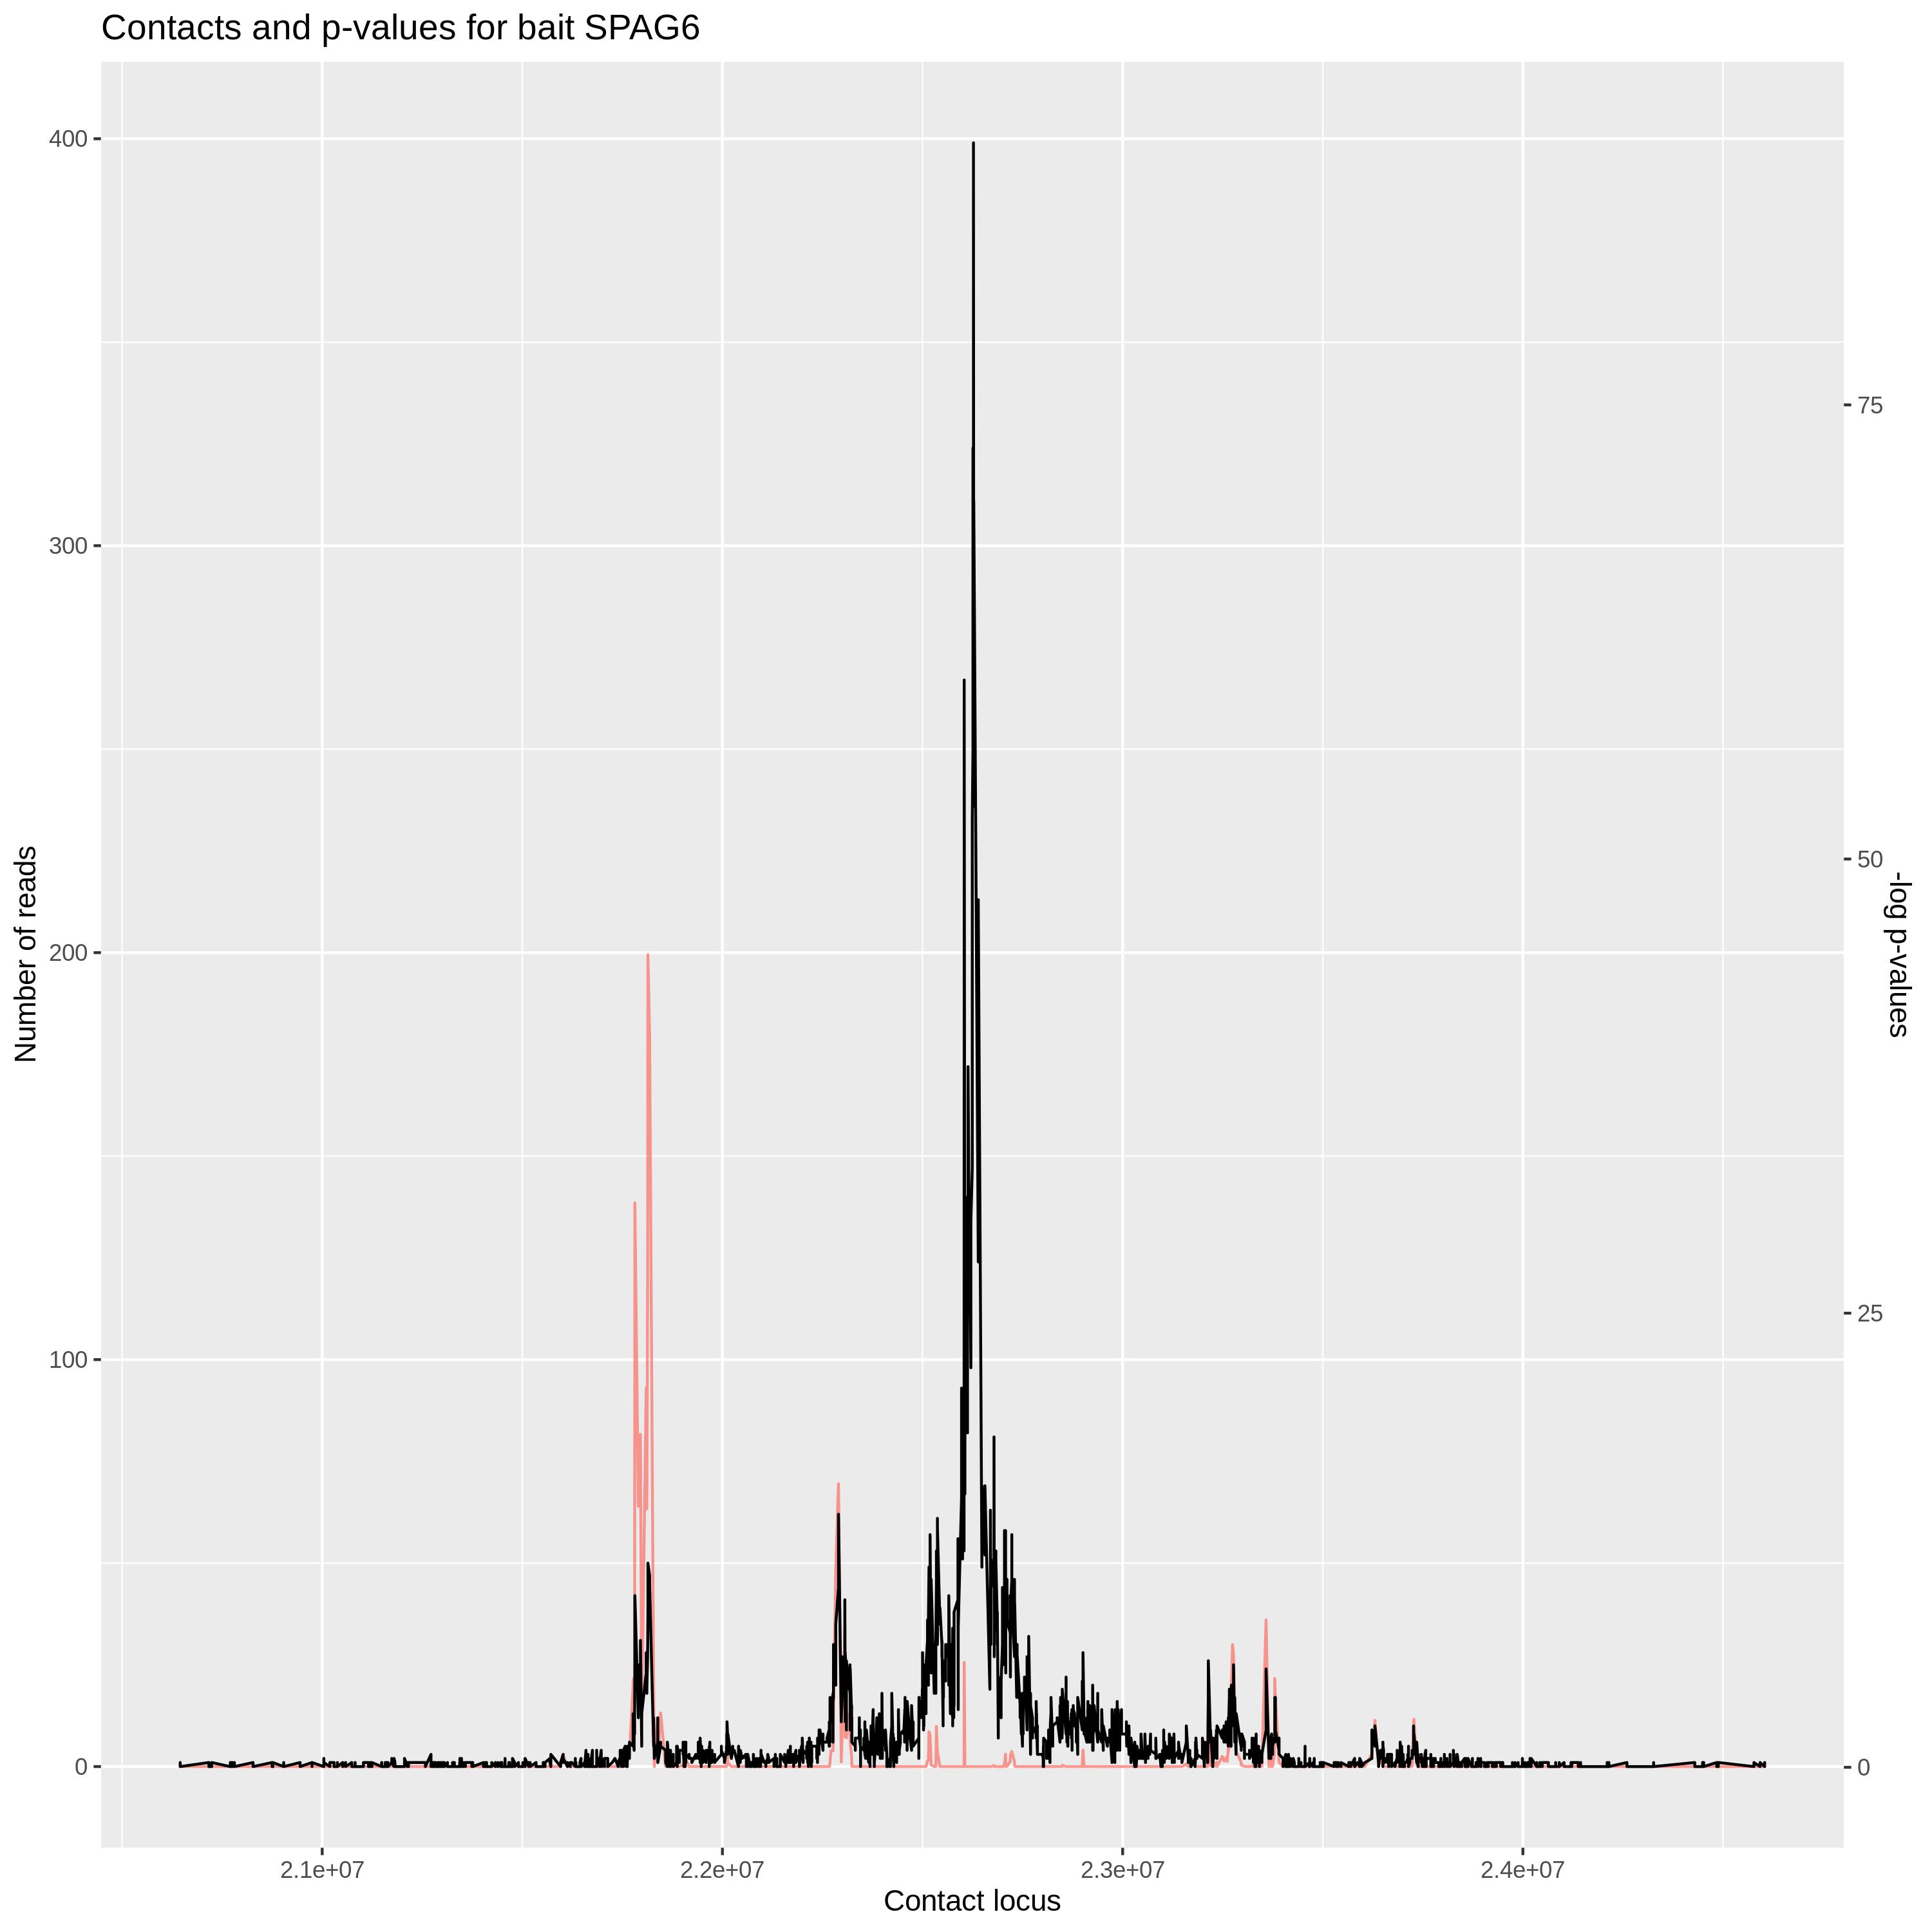 Contacts and p-values for bait SPAG6
400
300
200
100
0
Number of reads
75
50
25
0
-log p-values
2.1e+07
2.2e+07
2.3e+07
2.4e+07
Contact locus